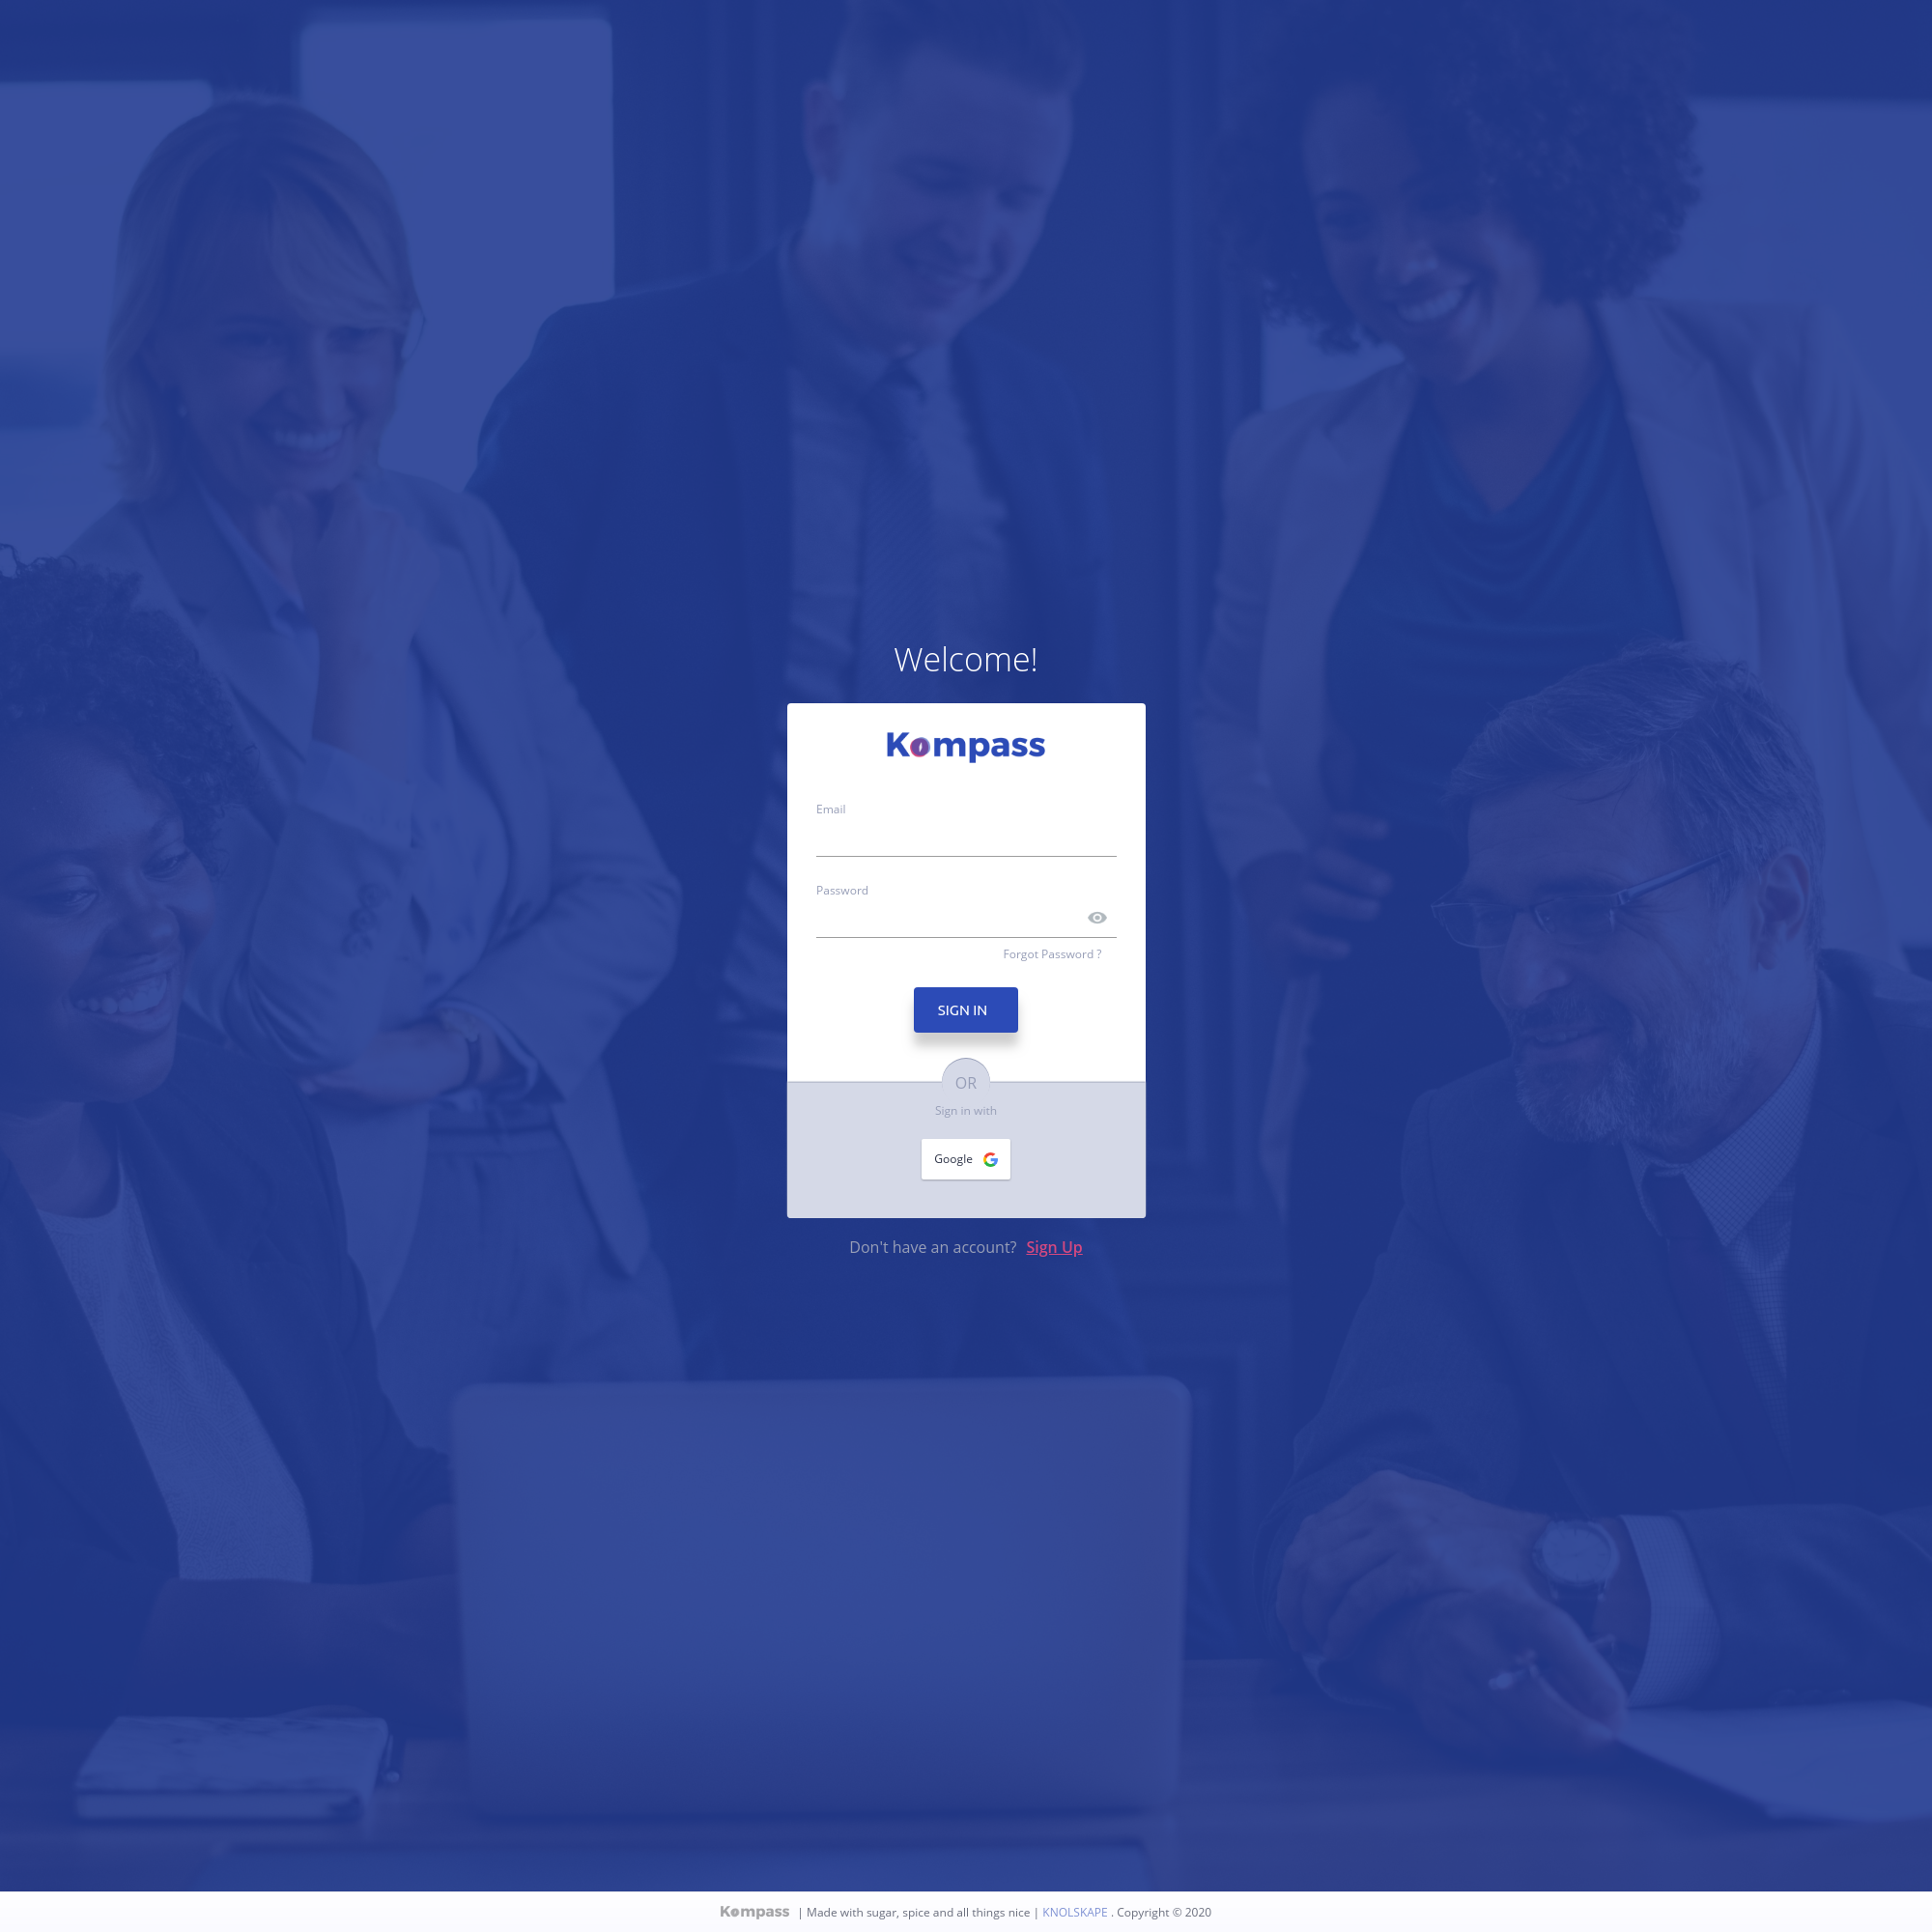 Welcome!
Kompass
Email
Password
Forgot Password ?
SIGN IN
OR
Sign in with
Google
Don't have an account? Sign Up
Kompass | Made with sugar, spice and all things nice | KNOLSKAPE . Copyright © 2020